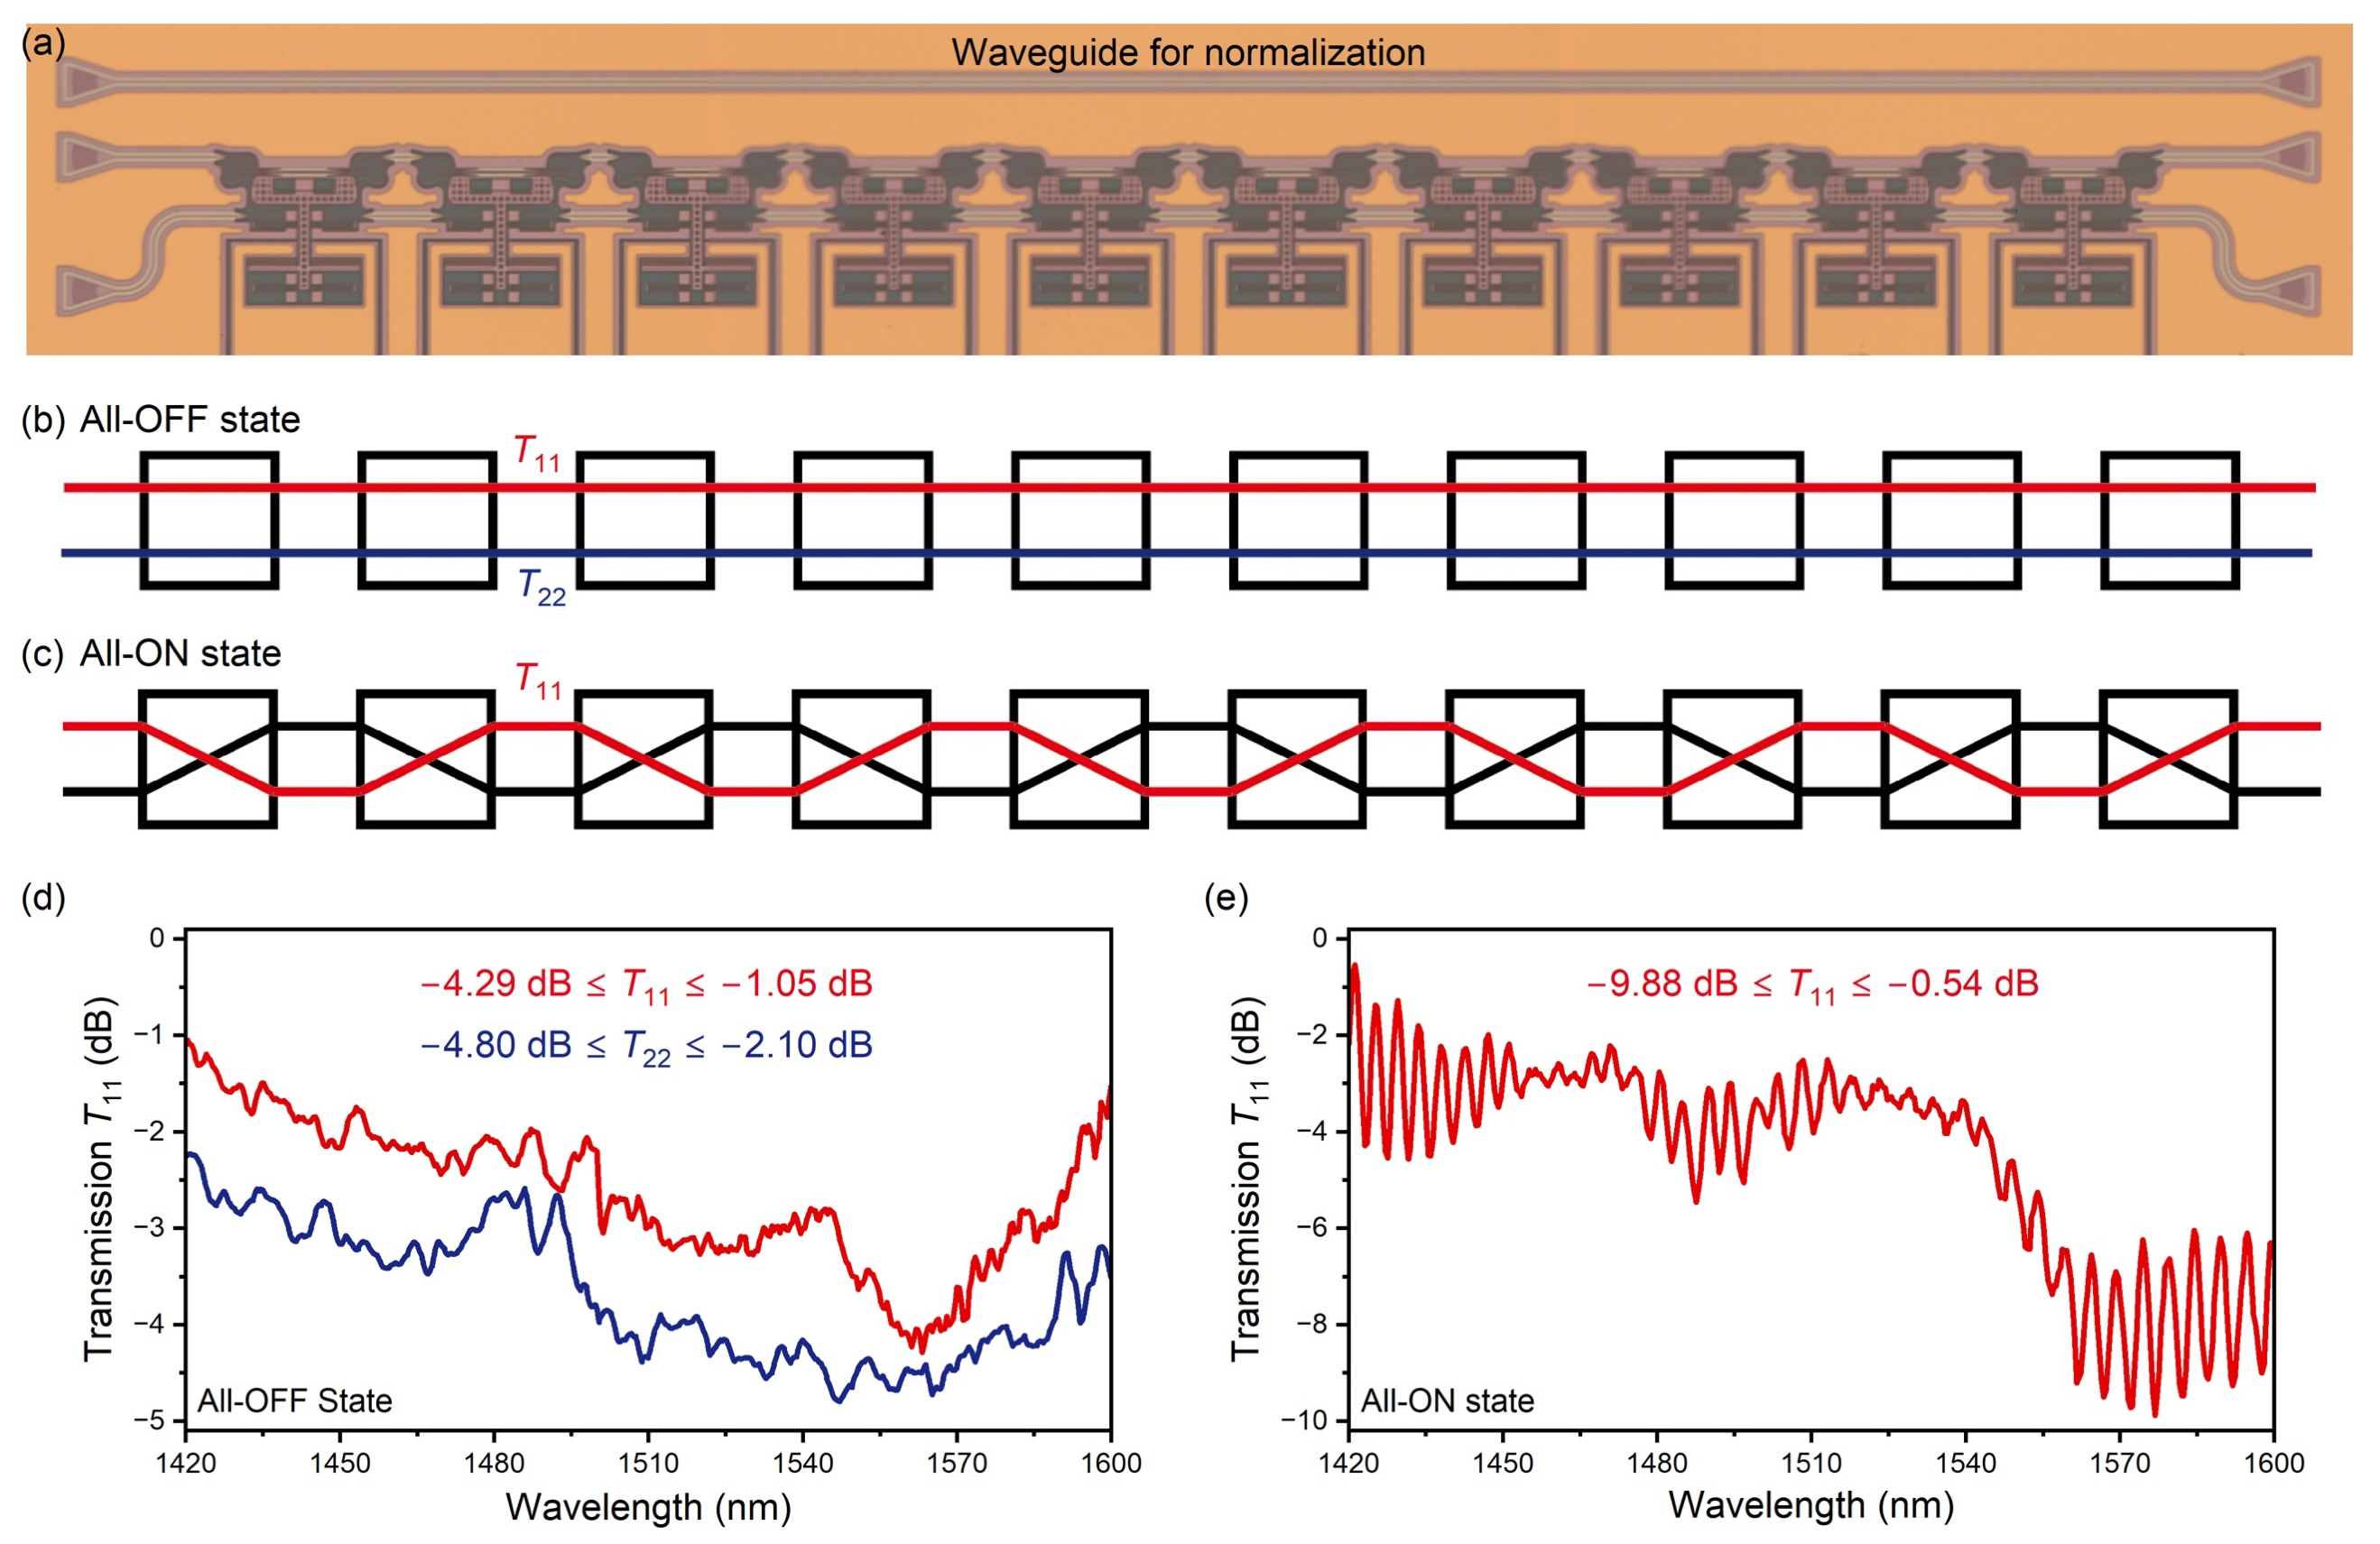 (a)
Waveguide for normalization
(b) All-OFF state
T11
T22
(c) All-ON state
T11
(d)
0
−1
−2
−3
−4
−5
Transmission T11 (dB)
−4.29 dB ≤ T11 ≤ −1.05 dB
−4.80 dB ≤ T22 ≤ −2.10 dB
All-OFF State
1420 1450 1480 1510 1540 1570 1600
Wavelength (nm)
(e)
0
−2
−4
−6
−8
−10
Transmission T11 (dB)
−9.88 dB ≤ T11 ≤ −0.54 dB
All-ON state
1420 1450 1480 1510 1540 1570 1600
Wavelength (nm)